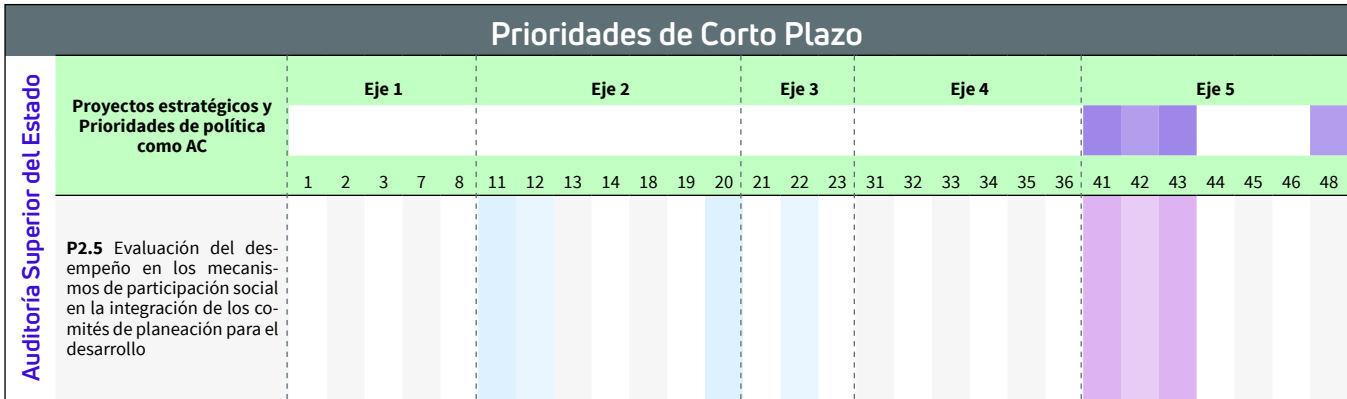 Prioridades de Corto Plazo
Auditoría Superior del Estado
Proyectos estratégicos y
Prioridades de política
como AC
Eje 1 Eje 2 Eje 3 Eje 4 Eje 5
1 2 3 7 8 11 12 13 14 18 19 20 21 22 23 31 32 33 34 35 36 41 42 43 44 45 46 48
P2.5 Evaluación del des-
empeño en los mecanis-
mos de participación social
en la integración de los co-
mités de planeación para el
desarrollo